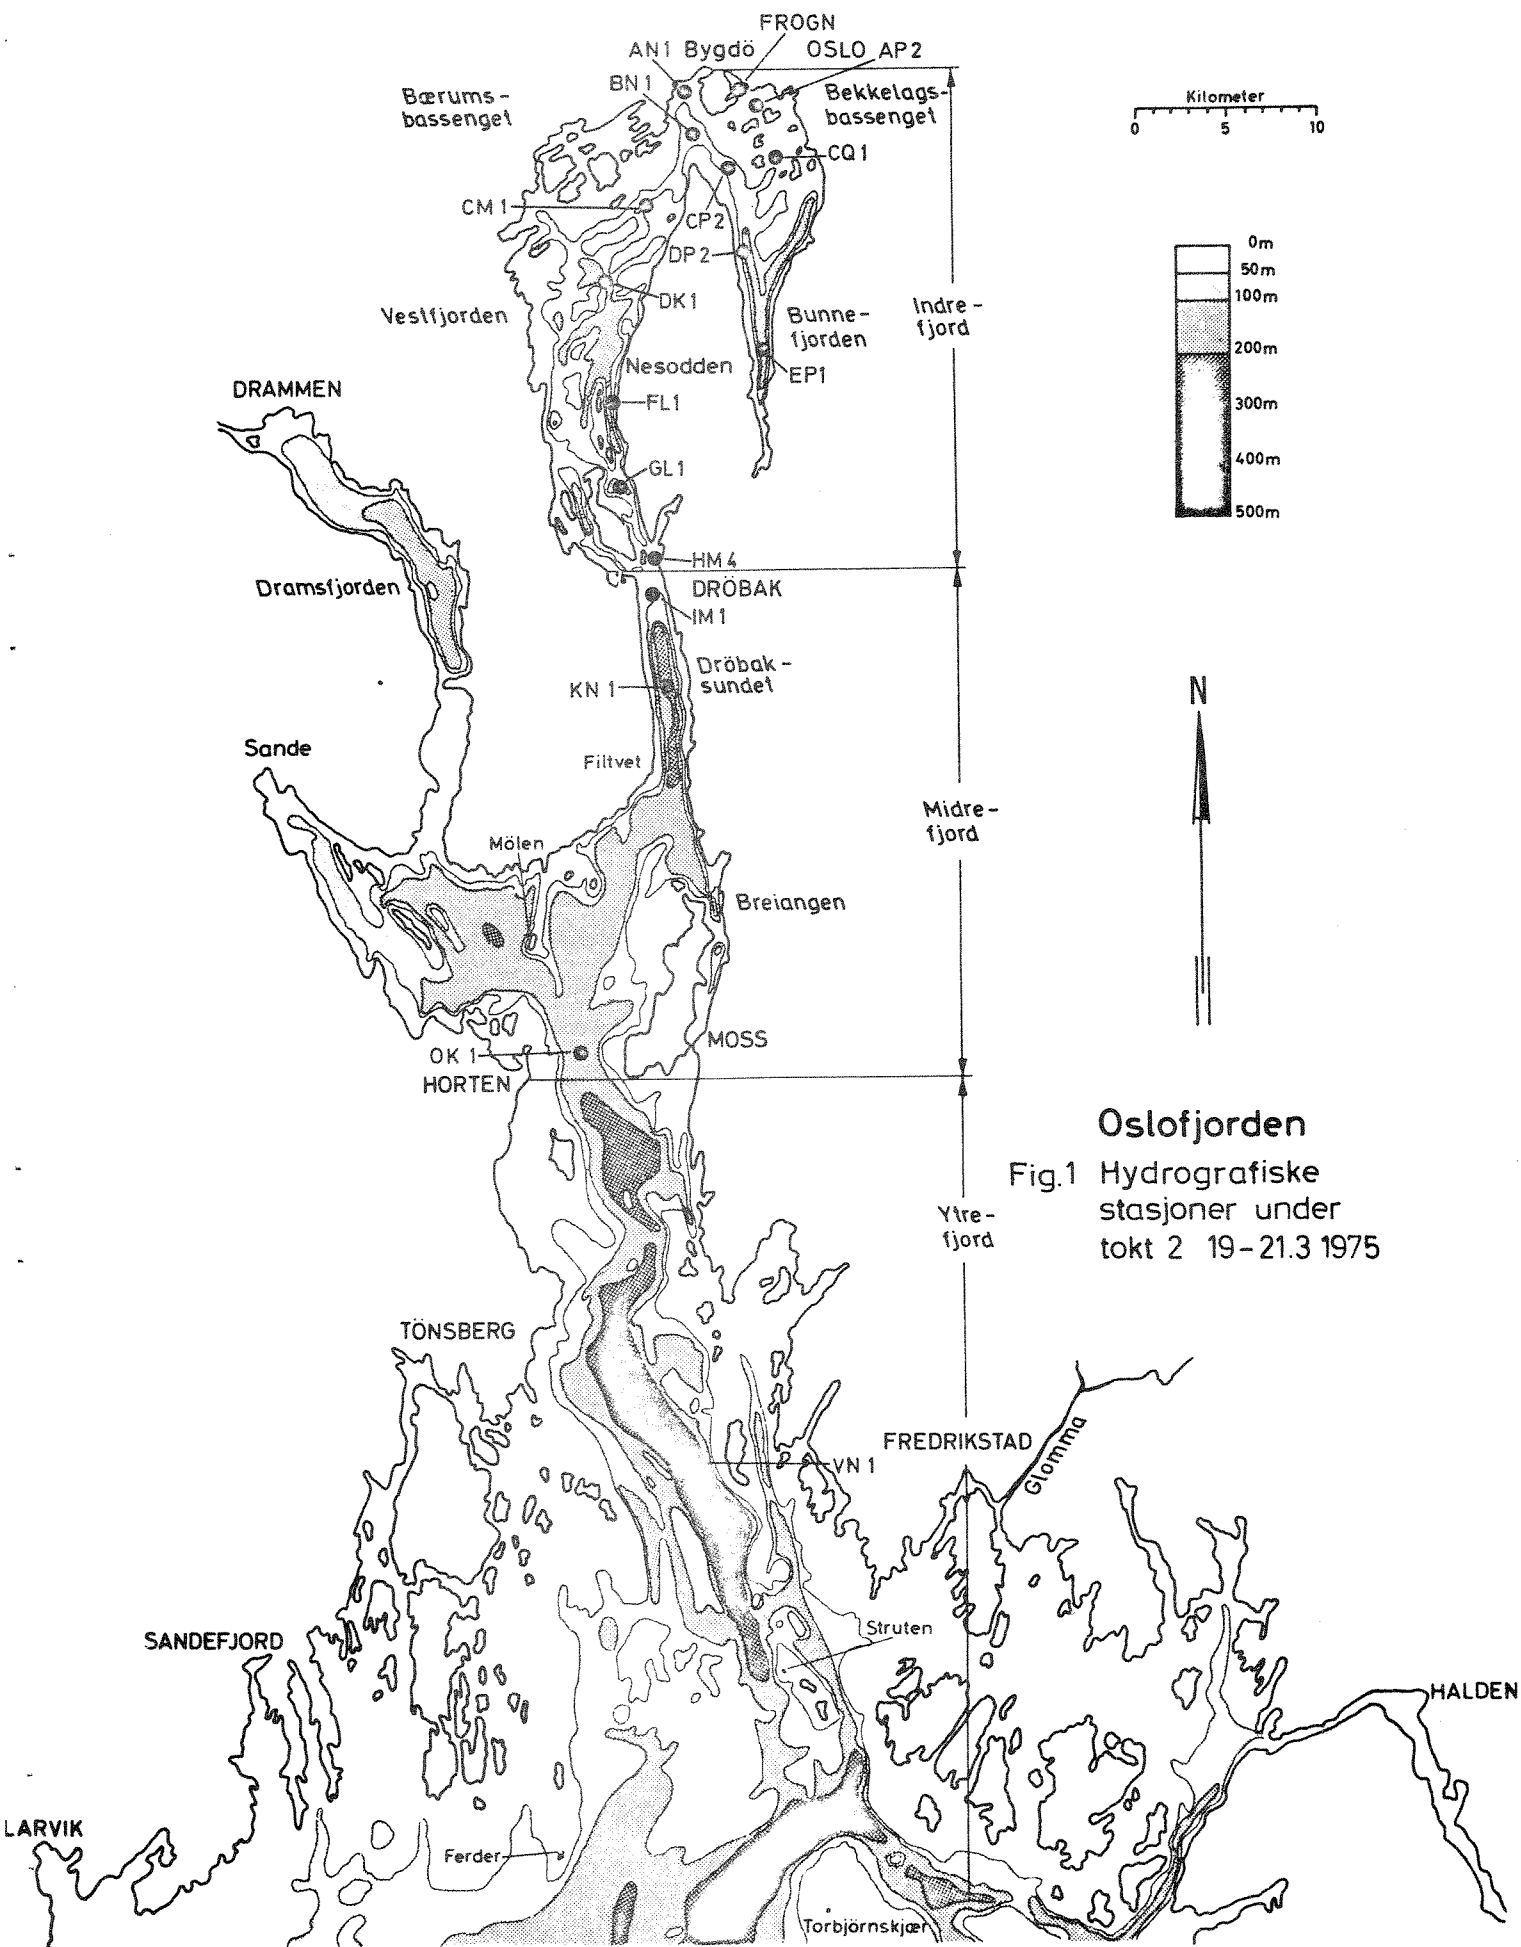 FROGN
AN1 Bygdö
OSLO AP2
BN1
Bærums-
bassenget
Bekkelags-
bassenget
Kilometer
0 5 10
CQ1
CM1
CP2
DP2
0m
50m
100m
200m
300m
400m
500m
DK1
Vestfjorden
Bunne-
fjorden
Indre-
fjord
Nesodden
EP1
DRAMMEN
FL1
GL1
HM4
DRÖBAK
IM1
Dramsfjorden
Dröbak-
sundet
KN1
N
Sande
Filtvet
Midre-
fjord
Mölen
Breiangen
MOSS
OK1
HORTEN
Oslofjorden
Fig.1 Hydrografiske
stasjoner under
tokt 2 19-21.3 1975
Ytre-
fjord
TÖNSBERG
FREDRIKSTAD
Glomma
VN1
Struten
SANDEFJORD
HALDEN
LARVIK
Ferder
Torbjörnskjær